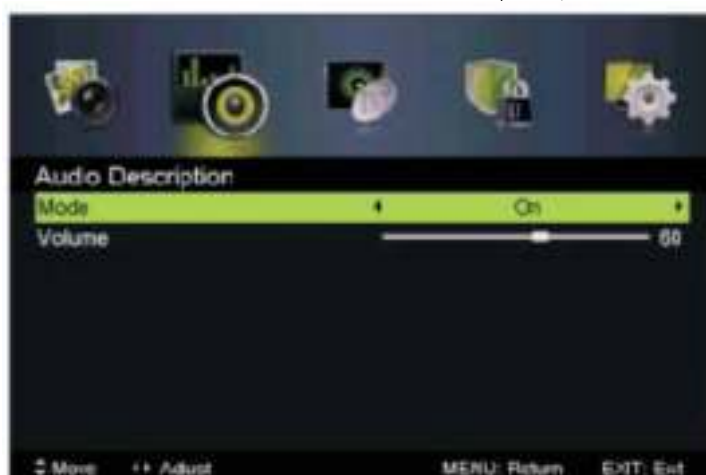 Audio Description
Mode On
Volume 60
Move Adjust MENU: Return EXIT: Exit